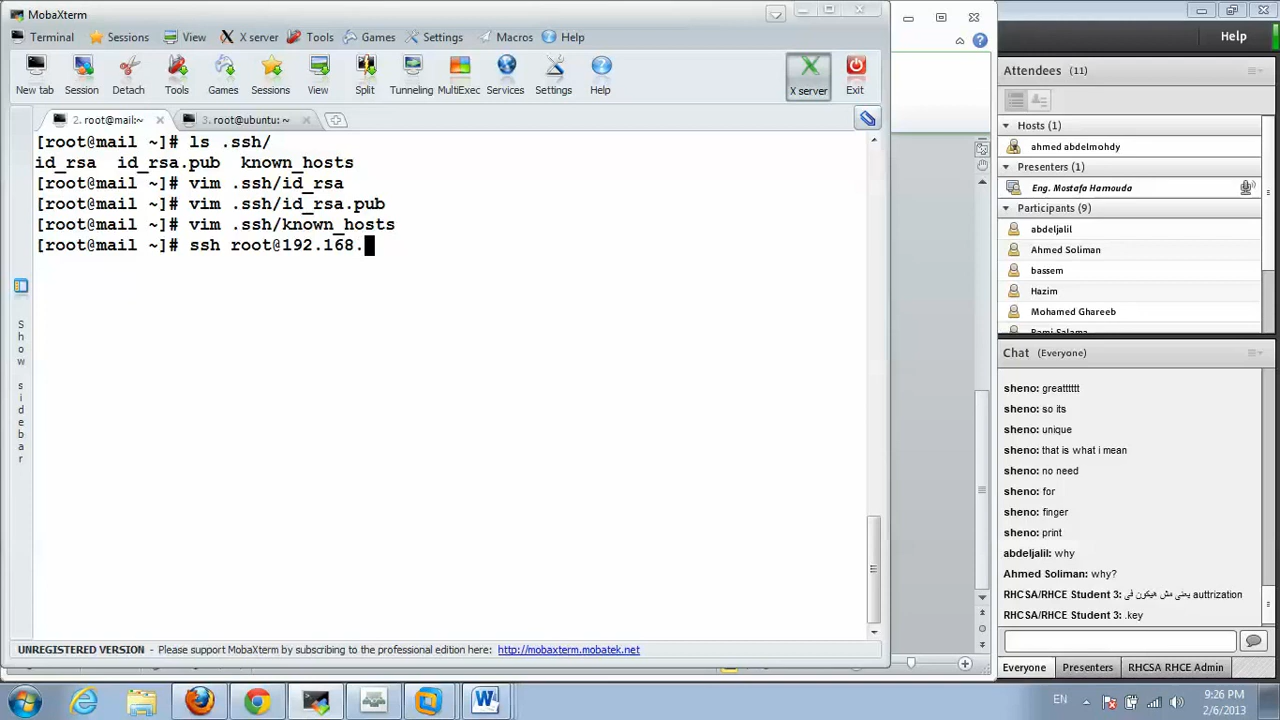 MobaXterm
Terminal Sessions View X server Tools Games Settings Macros Help
New tab Session Detach Tools Games Sessions View Split Tunneling MultiExec Services Settings Help X server Exit
2. root@mail:~ 3. root@ubuntu: ~
[root@mail ~]# ls .ssh/
id_rsa id_rsa.pub known_hosts
[root@mail ~]# vim .ssh/id_rsa
[root@mail ~]# vim .ssh/id_rsa.pub
[root@mail ~]# vim .ssh/known_hosts
[root@mail ~]# ssh root@192.168.
Show sidebar
UNREGISTERED VERSION - Please support MobaXterm by subscribing to the professional edition here: http://mobaxterm.mobatek.net
Help
Attendees (11)
Hosts (1)
ahmed abdelmohdy
Presenters (1)
Eng. Mostafa Hamouda
Participants (9)
abdeljalil
Ahmed Soliman
bassem
Hazim
Mohamed Ghareeb
Rami Salama
Chat (Everyone)
sheno: greatttttt
sheno: so its
sheno: unique
sheno: that is what i mean
sheno: no need
sheno: for
sheno: finger
sheno: print
abdeljalil: why
Ahmed Soliman: why?
RHCSA/RHCE Student 3: يعنى مش هيكون فى auttrization
RHCSA/RHCE Student 3: .key
Everyone Presenters RHCSA RHCE Admin
EN
9:26 PM
2/6/2013